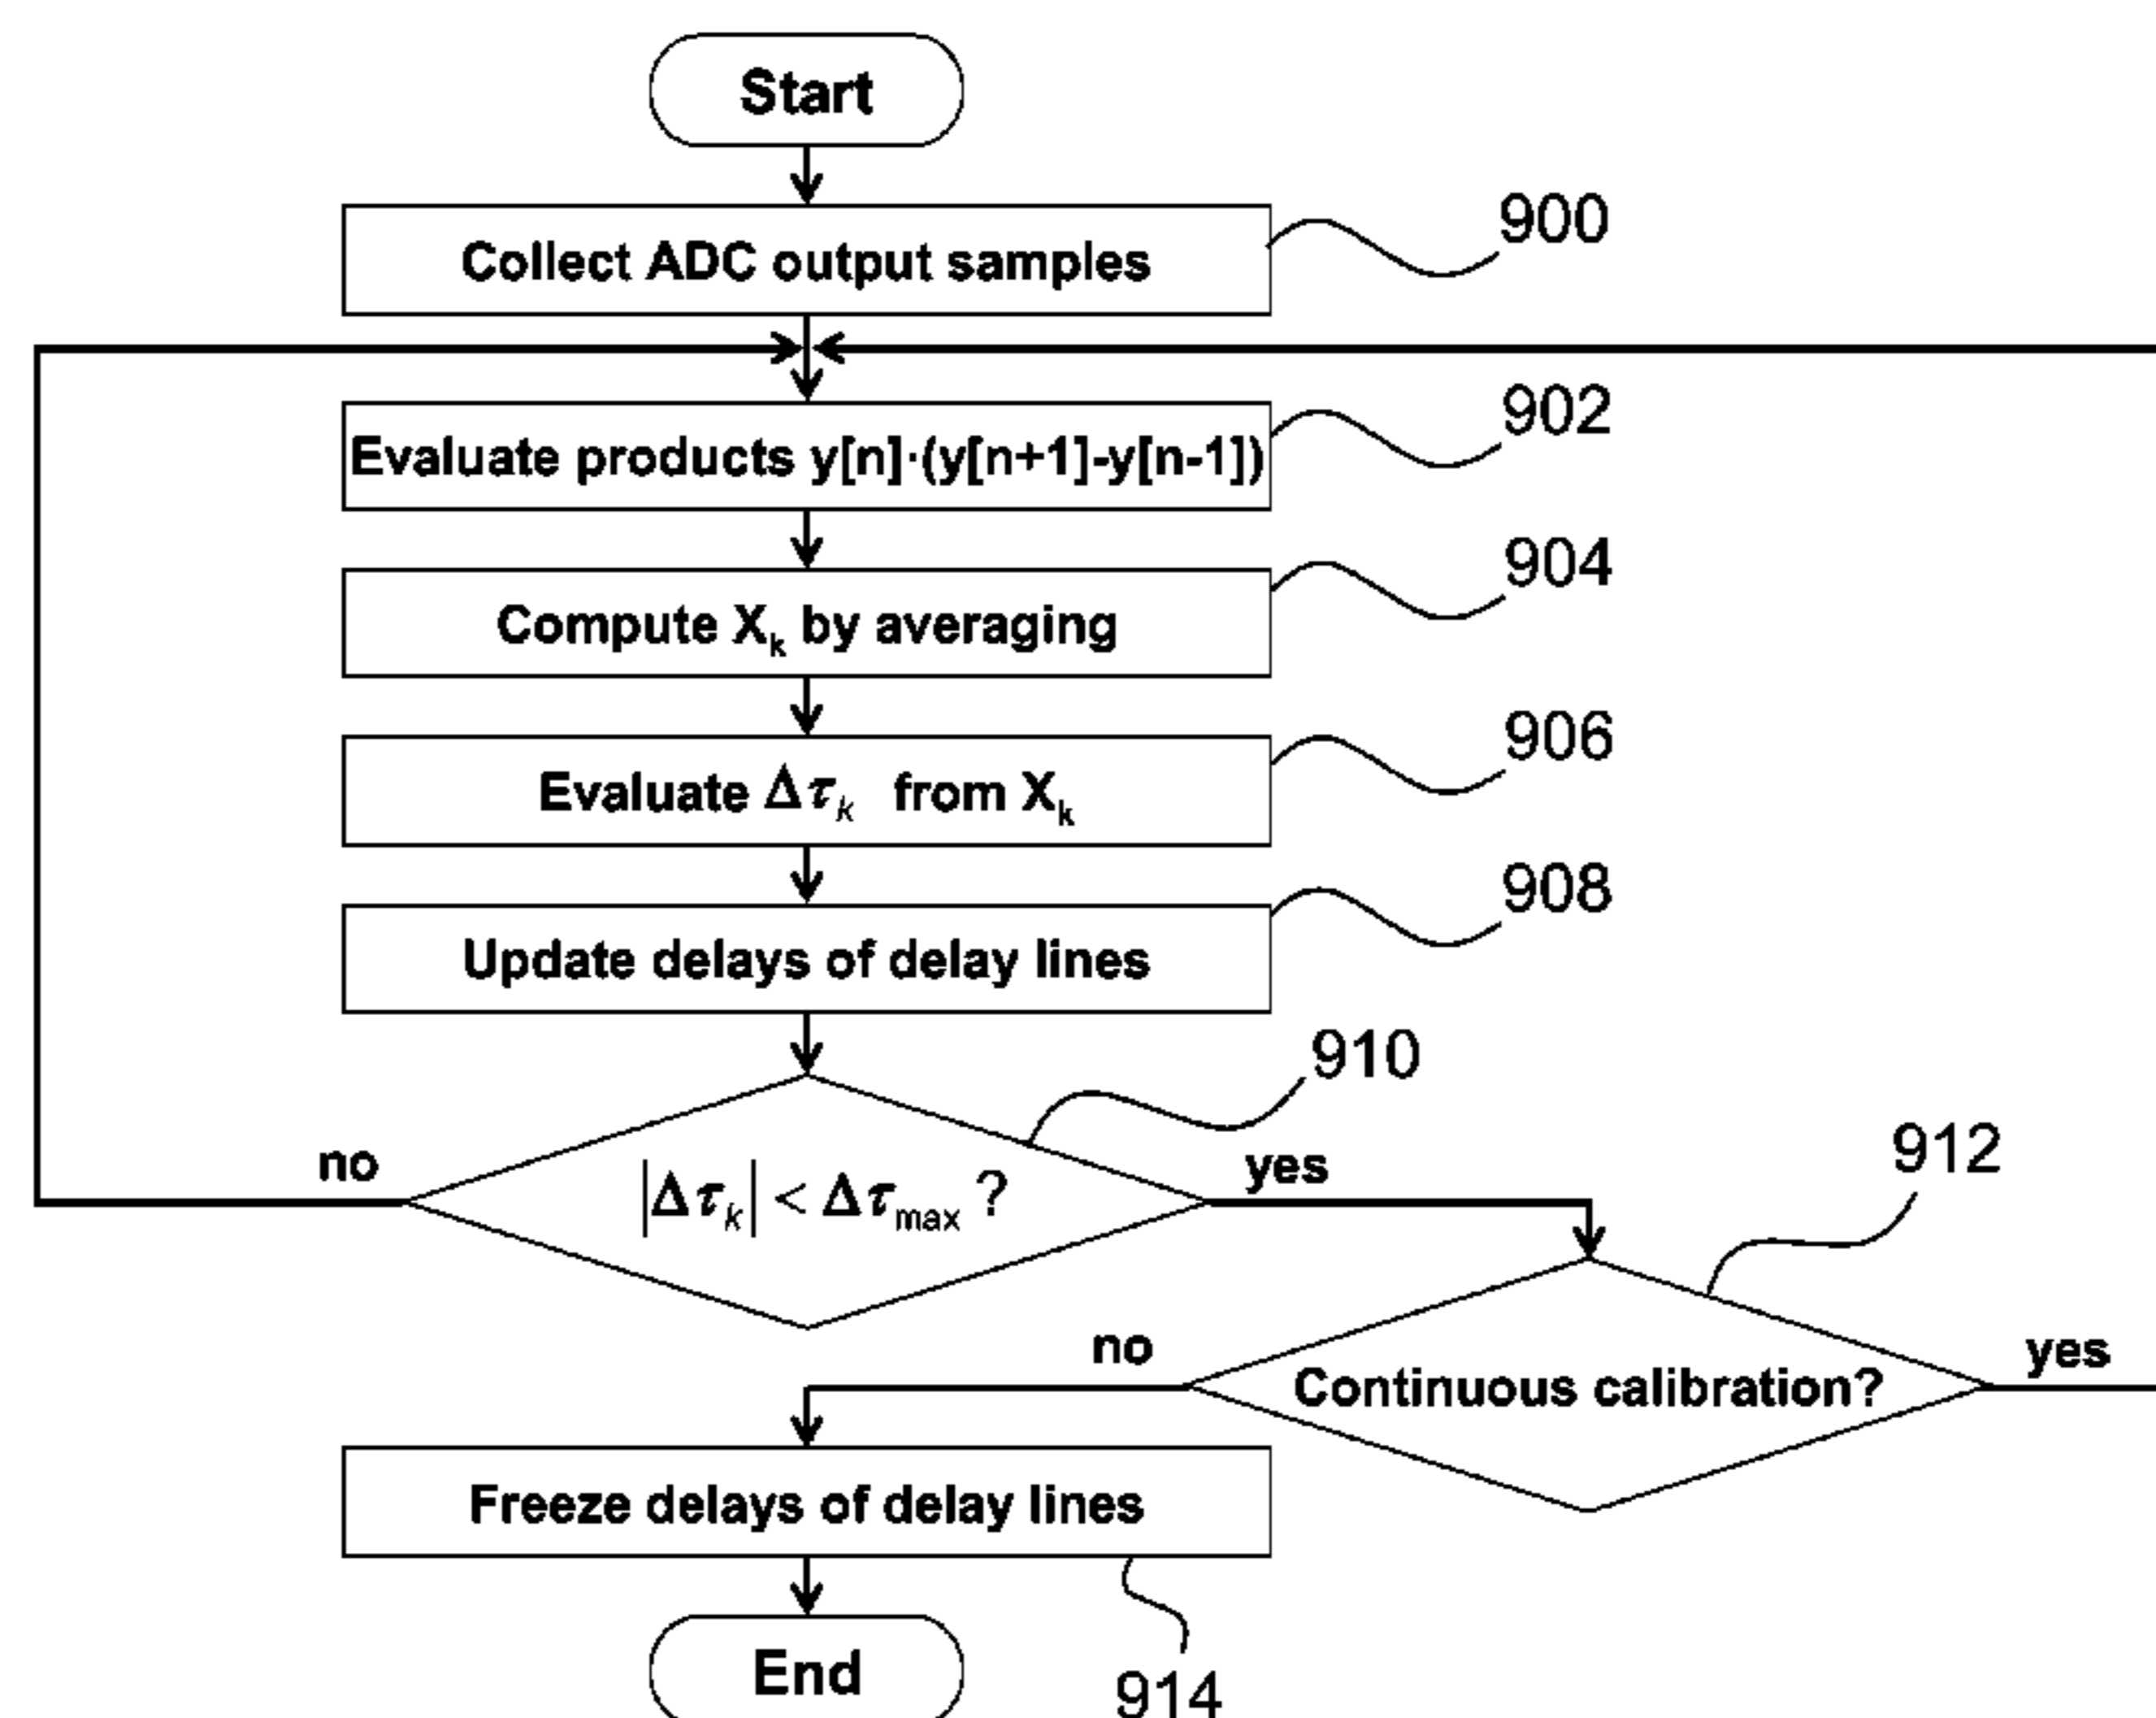 Start
Collect ADC output samples
900
Evaluate products y[n]·(y[n+1]-y[n-1])
902
Compute Xk by averaging
904
Evaluate Δτk from Xk
906
Update delays of delay lines
908
910
no
|Δτk| < Δτmax ?
yes
912
no
Continuous calibration?
yes
Freeze delays of delay lines
End
914